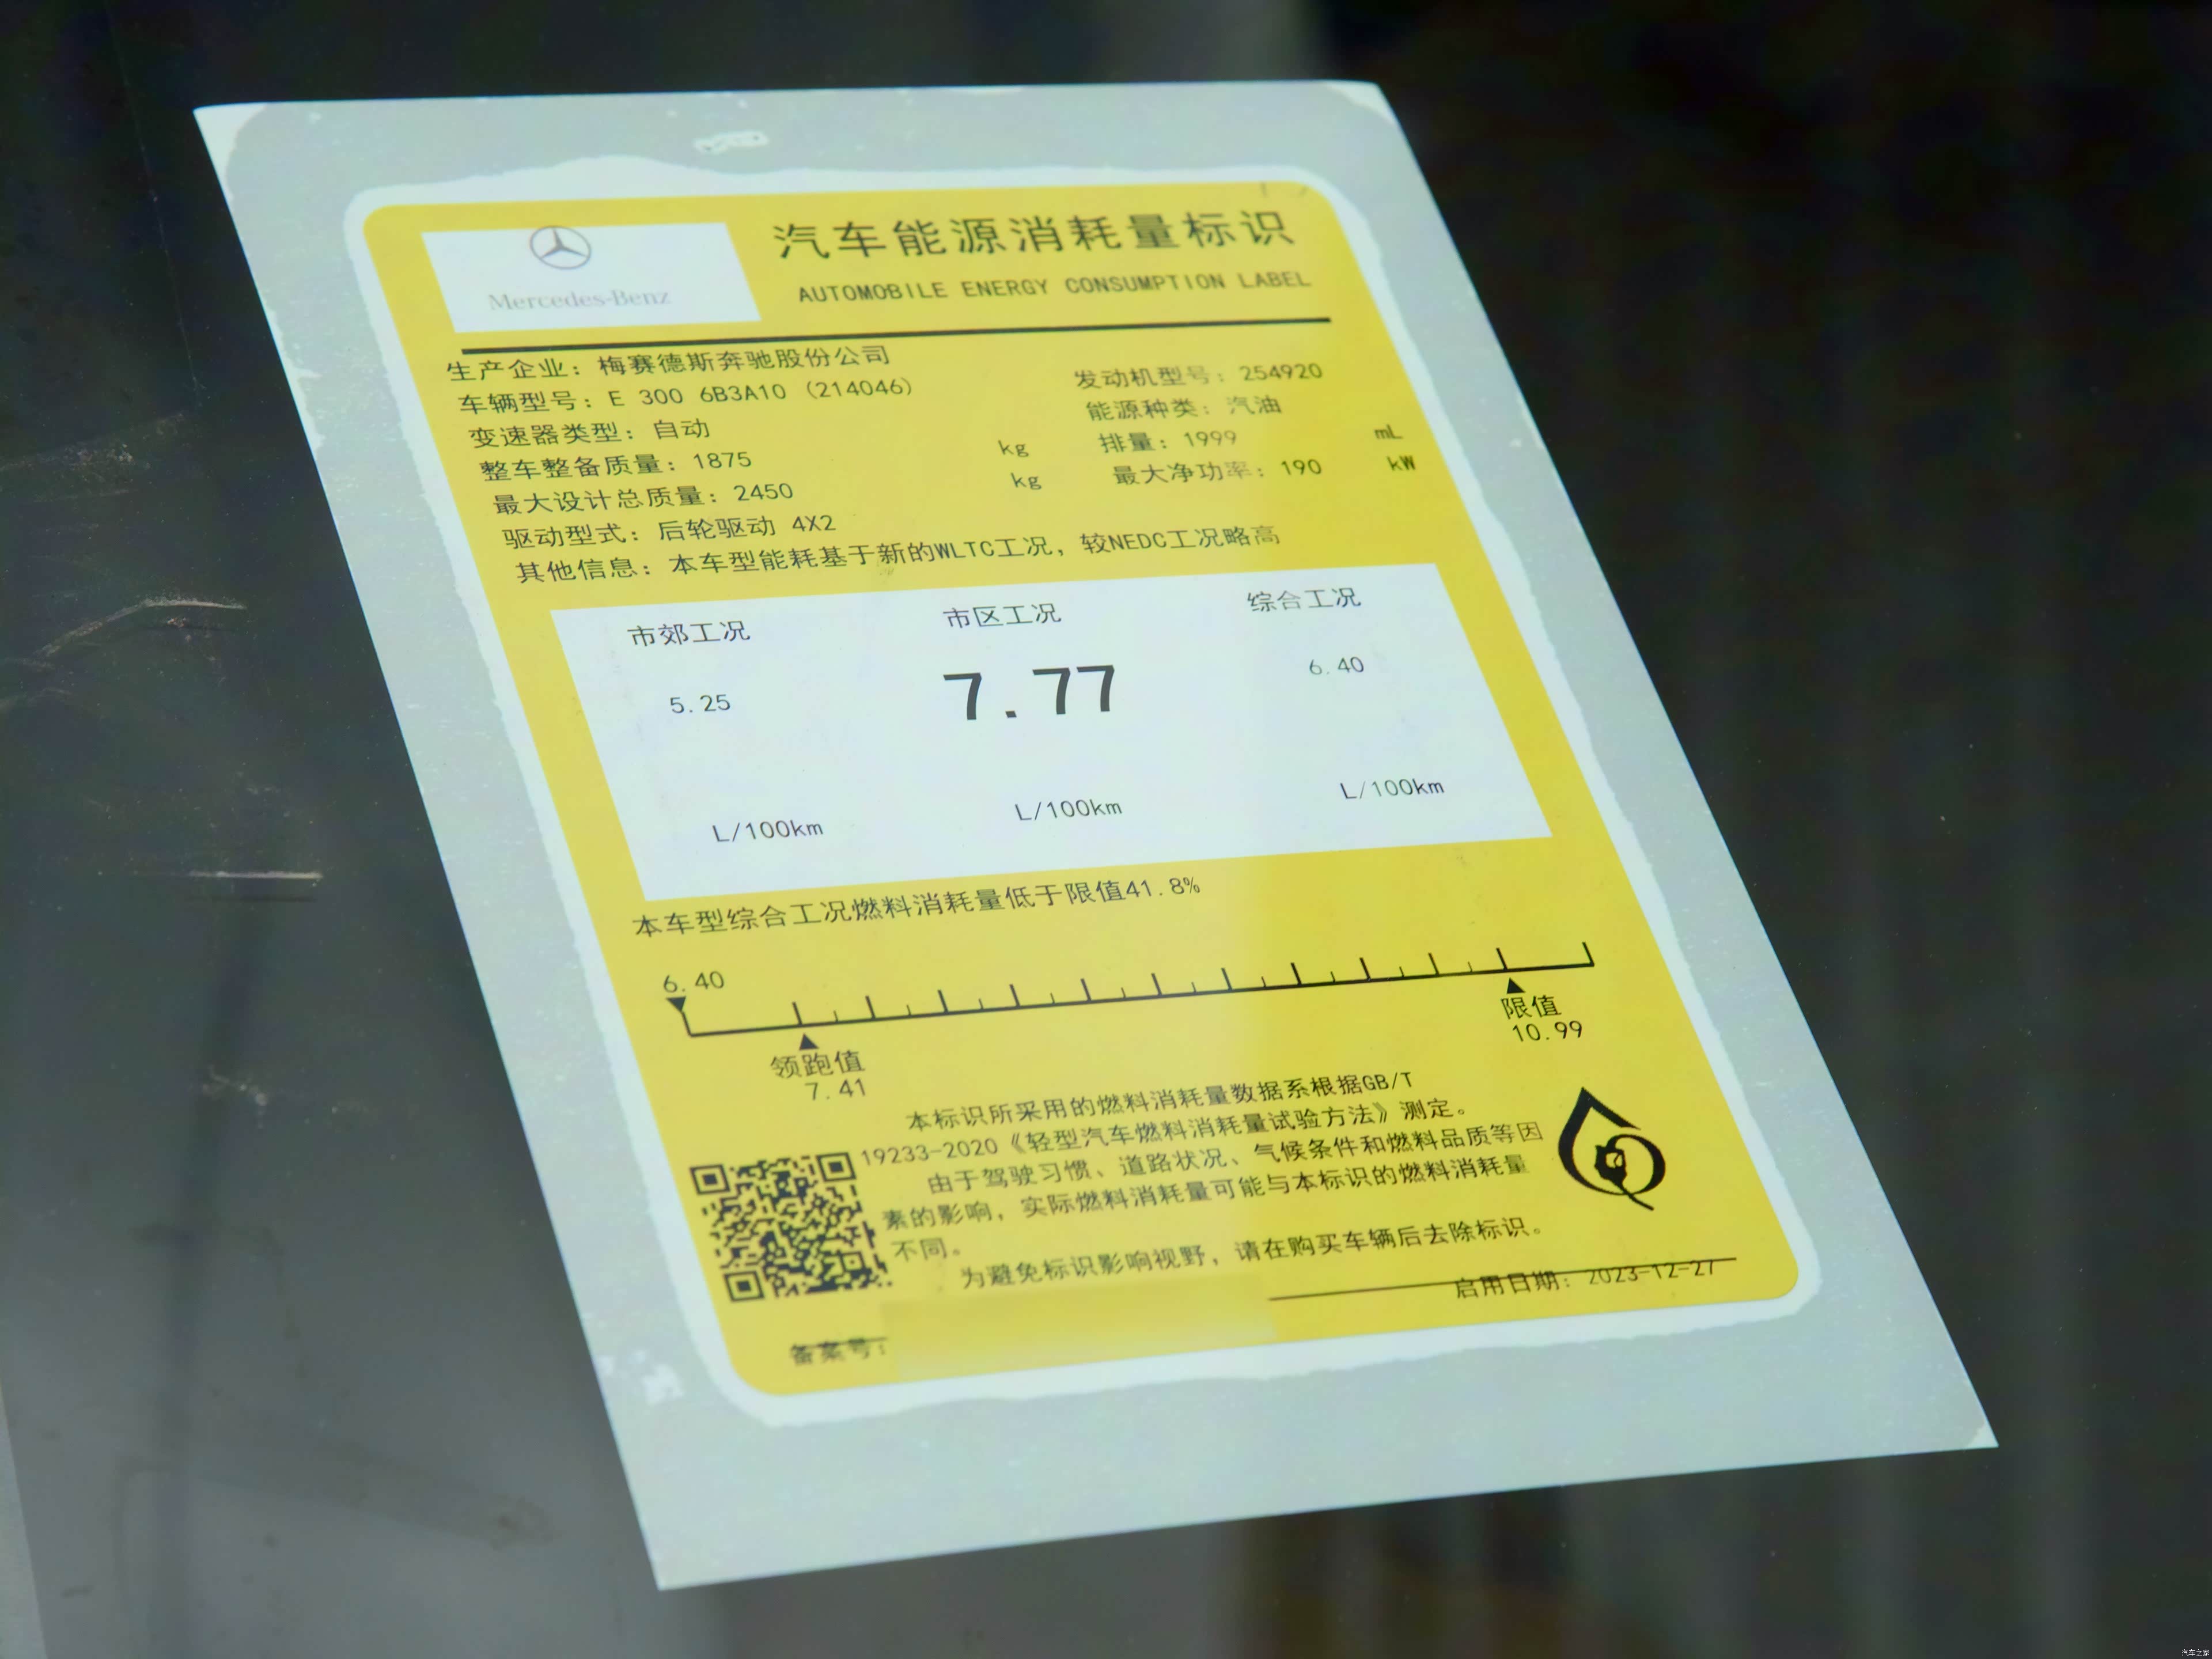 Mercedes-Benz
汽车能源消耗量标识
AUTOMOBILE ENERGY CONSUMPTION LABEL
生产企业：梅赛德斯奔驰股份公司
车辆型号：E 300 6B3A10 (214046)
发动机型号：254920
变速器类型：自动
能源种类：汽油
整车整备质量：1875 kg
排量：1999 mL
最大设计总质量：2450 kg
最大净功率：190 kW
驱动型式：后轮驱动 4X2
其他信息：本车型能耗基于新的WLTC工况，较NEDC工况略高
市郊工况 市区工况 综合工况
5.25 7.77 6.40
L/100km L/100km L/100km
本车型综合工况燃料消耗量低于限值41.8%
6.40
领跑值
7.41
限值
10.99
本标识所采用的燃料消耗量数据系根据GB/T
19233-2020《轻型汽车燃料消耗量试验方法》测定。
由于驾驶习惯、道路状况、气候条件和燃料品质等因
素的影响，实际燃料消耗量可能与本标识的燃料消耗量
不同。
为避免标识影响视野，请在购买车辆后去除标识。
备案号：
启用日期：2023-12-27
汽车之家